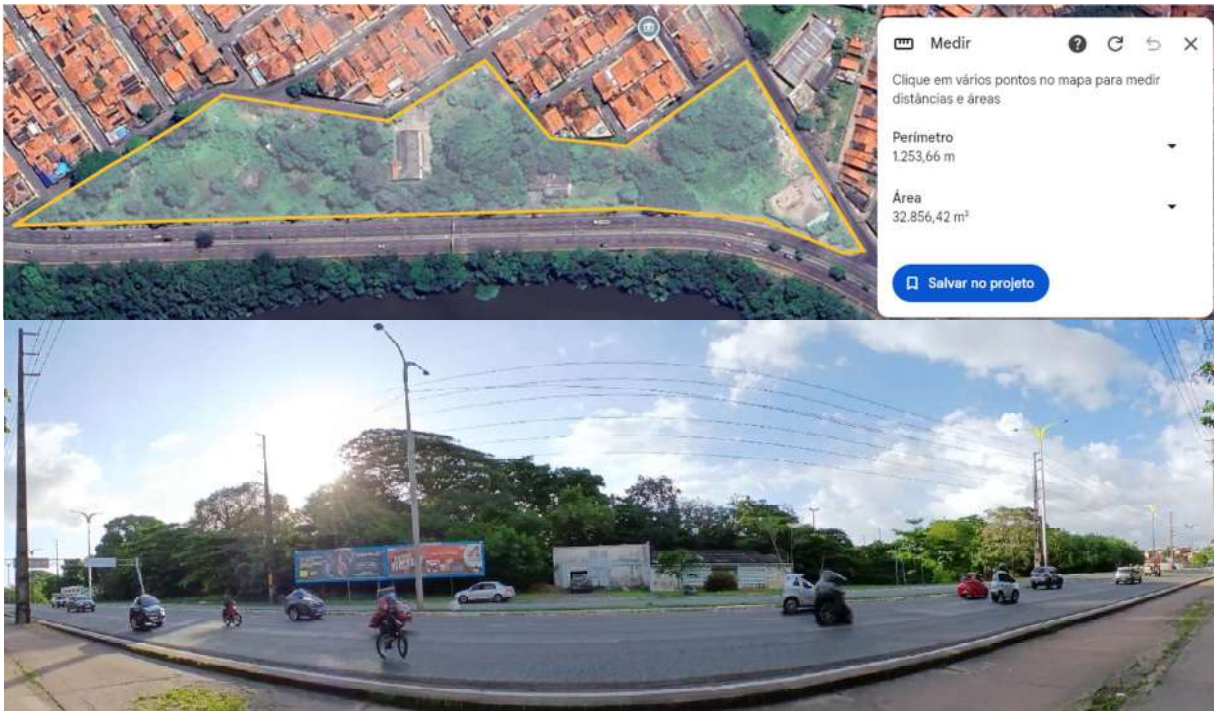 Medir
Clique em vários pontos no mapa para medir
distâncias e áreas
Perímetro
1.253,66 m
Área
32.856,42 m²
Salvar no projeto